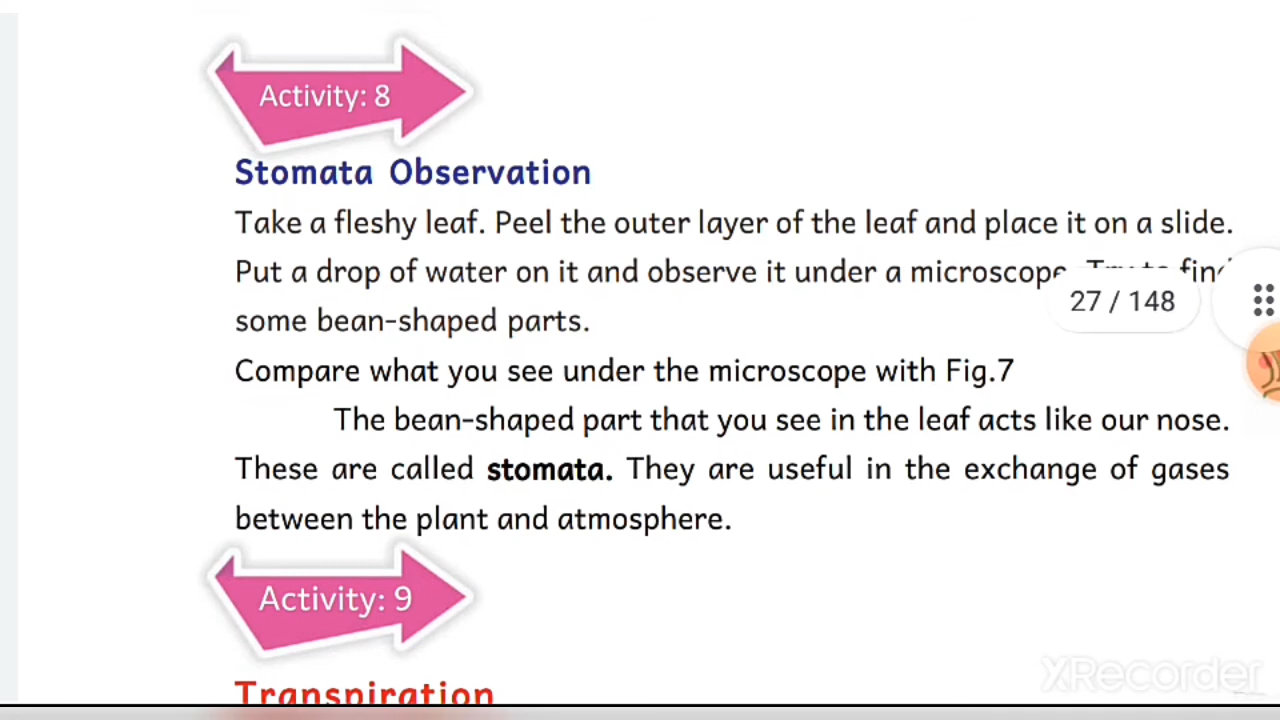 Activity: 8
Stomata Observation
Take a fleshy leaf. Peel the outer layer of the leaf and place it on a slide.
Put a drop of water on it and observe it under a microscope. Try to find
27 / 148
some bean-shaped parts.
Compare what you see under the microscope with Fig.7
The bean-shaped part that you see in the leaf acts like our nose.
These are called stomata. They are useful in the exchange of gases
between the plant and atmosphere.
Activity: 9
XRecorder
Transpiration